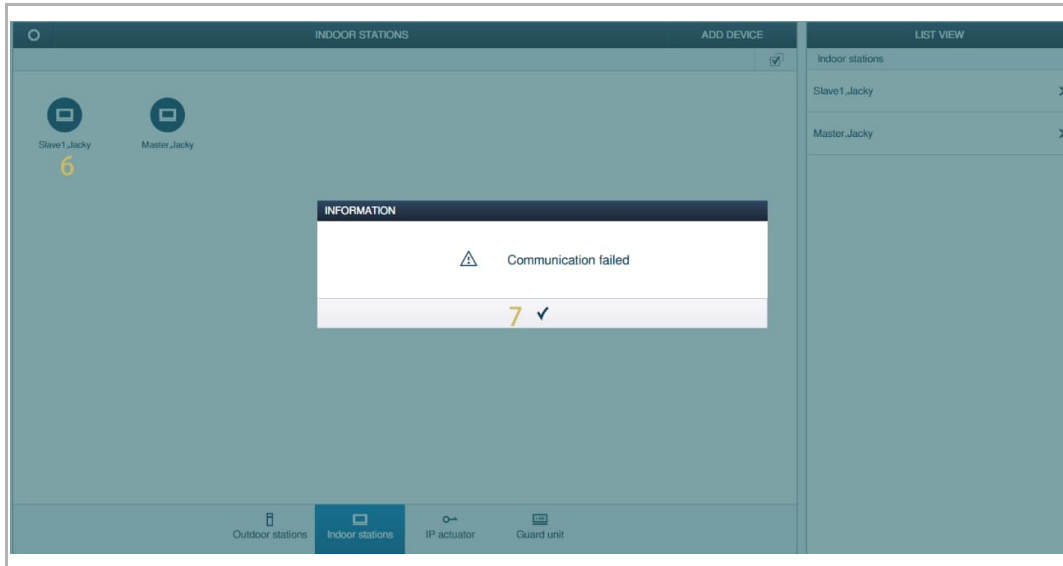 INDOOR STATIONS ADD DEVICE LIST VIEW
Indoor stations
Slave1,Jacky
Master,Jacky
Slave1,Jacky Master,Jacky
6
INFORMATION
Communication failed
7
Outdoor stations Indoor stations IP actuator Guard unit